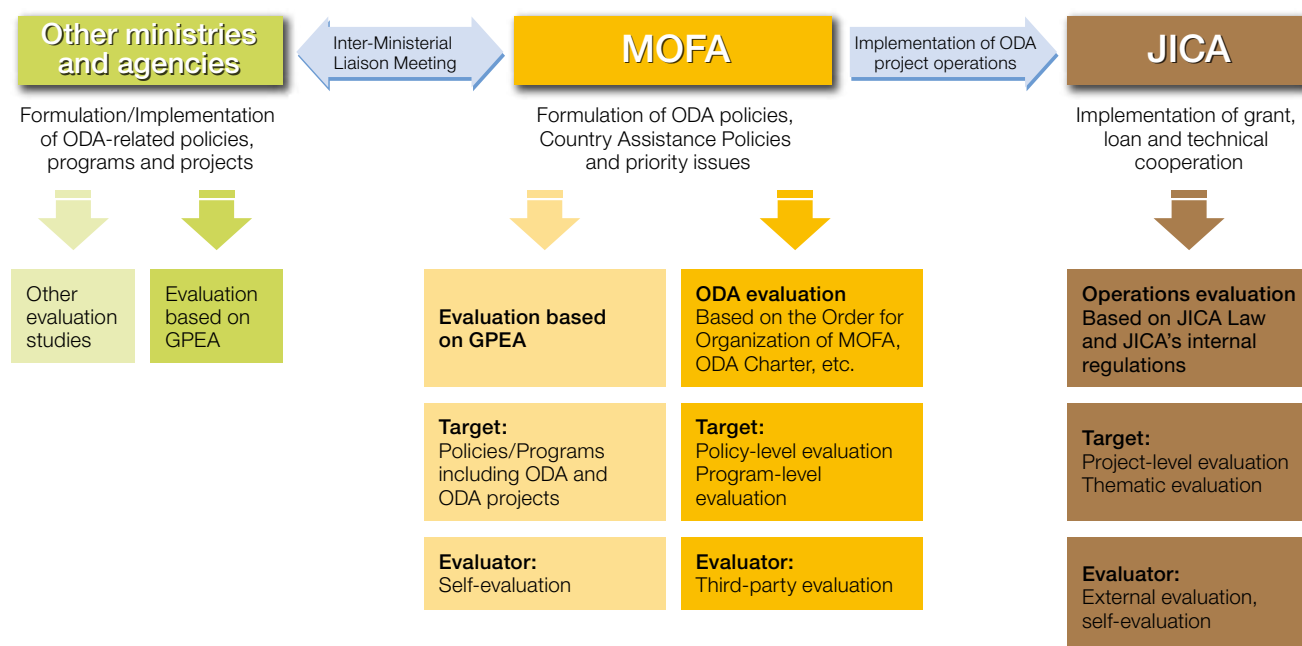 Other ministries
and agencies
Inter-Ministerial
Liaison Meeting
MOFA
Implementation of ODA
project operations
JICA
Formulation/Implementation
of ODA-related policies,
programs and projects
Formulation of ODA policies,
Country Assistance Policies
and priority issues
Implementation of grant,
loan and technical
cooperation
Other
evaluation
studies
Evaluation
based on
GPEA
Evaluation based
on GPEA
ODA evaluation
Based on the Order for
Organization of MOFA,
ODA Charter, etc.
Operations evaluation
Based on JICA Law
and JICA's internal
regulations
Target:
Policies/Programs
including ODA and
ODA projects
Target:
Policy-level evaluation
Program-level
evaluation
Target:
Project-level evaluation
Thematic evaluation
Evaluator:
Self-evaluation
Evaluator:
Third-party evaluation
Evaluator:
External evaluation,
self-evaluation